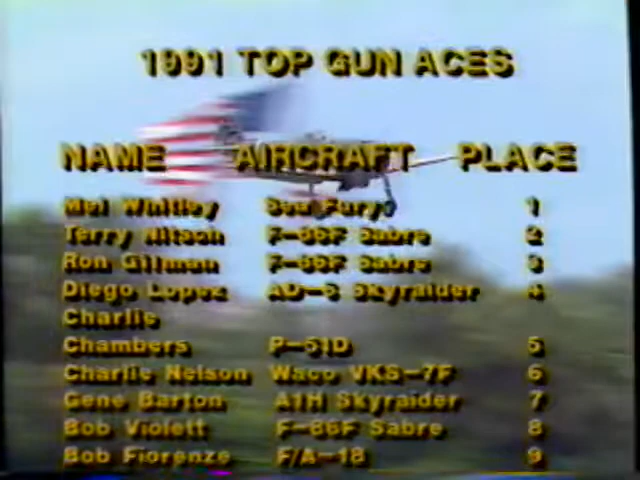 1991 TOP GUN ACES
NAME AIRCRAFT PLACE
Mel Whitley Sea Fury 1
Terry Nitsch F-86F Sabre 2
Ron Gilman F-86F Sabre 3
Diego Lopez AD-6 Skyraider 4
Charlie
Chambers P-51D 5
Charlie Nelson Waco VKS-7F 6
Gene Barton A1H Skyraider 7
Bob Violett F-86F Sabre 8
Bob Fiorenze F/A-18 9